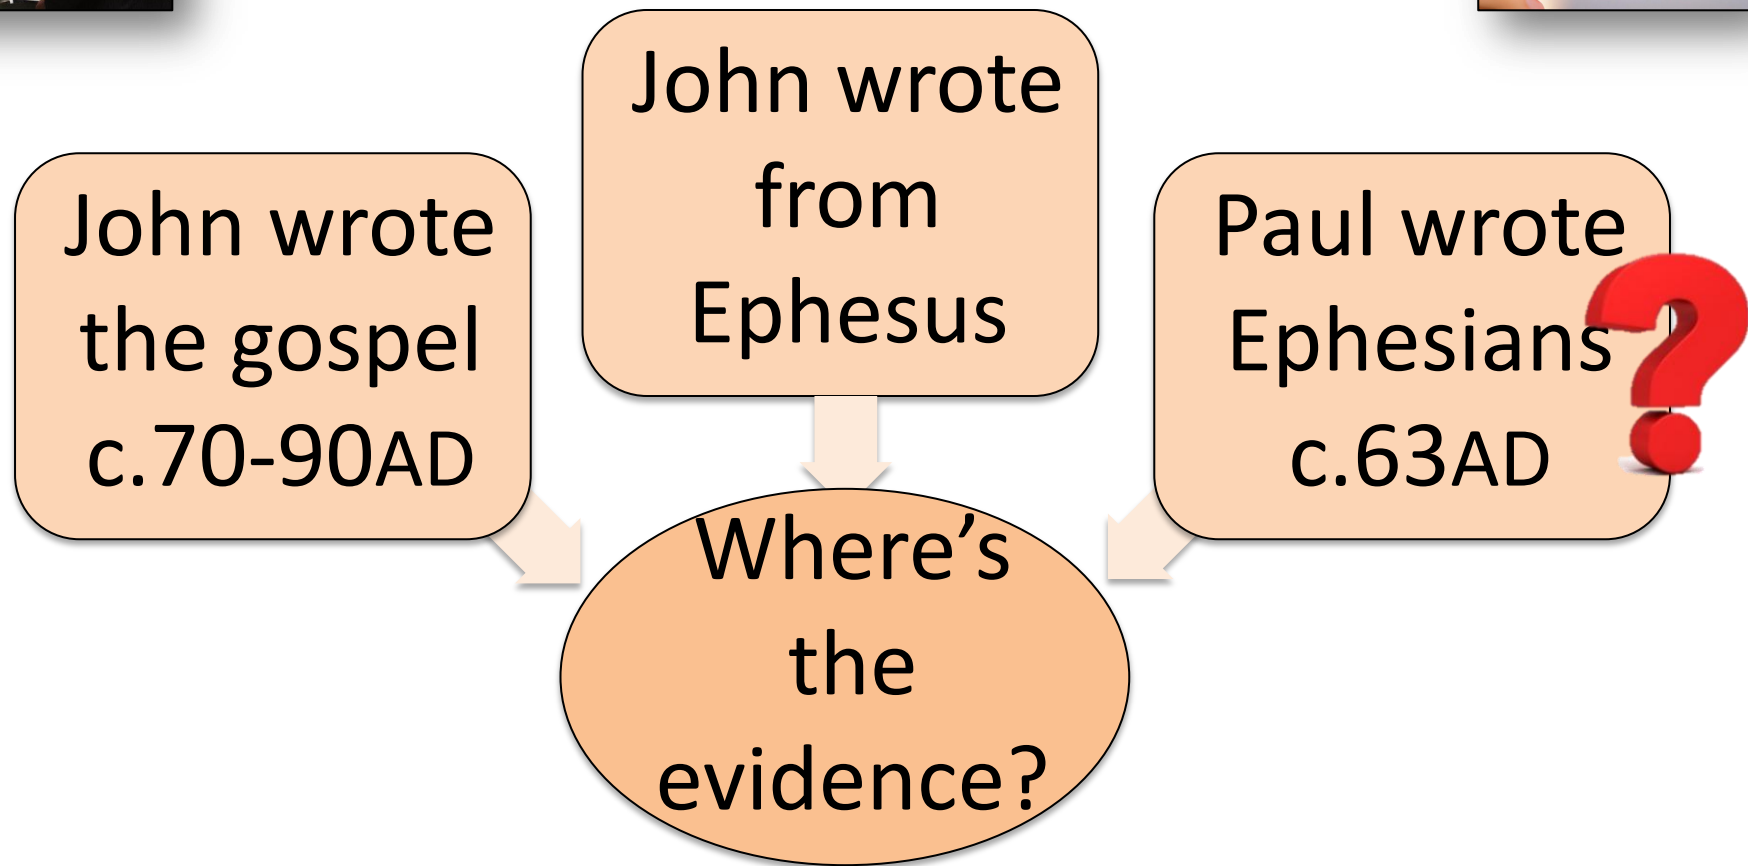 John wrote
the gospel
c.70-90AD
John wrote
from
Ephesus
Paul wrote
Ephesians
c.63AD
?
Where’s
the
evidence?